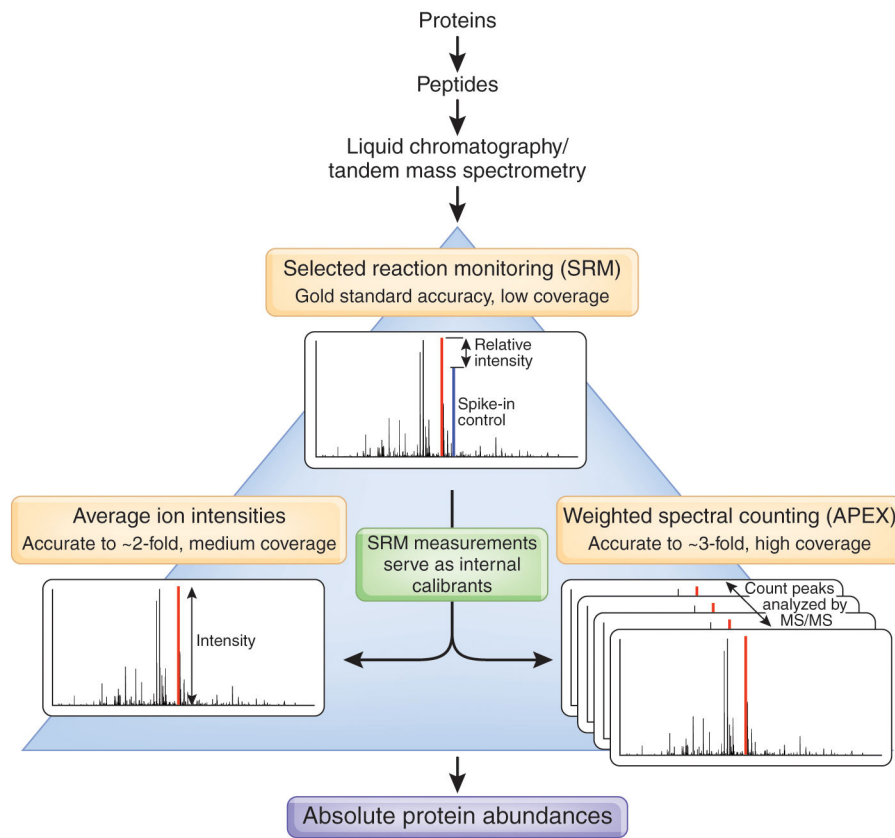 Proteins
Peptides
Liquid chromatography/
tandem mass spectrometry
Selected reaction monitoring (SRM)
Gold standard accuracy, low coverage
Relative
intensity
Spike-in
control
Average ion intensities
Accurate to ~2-fold, medium coverage
SRM measurements
serve as internal
calibrants
Weighted spectral counting (APEX)
Accurate to ~3-fold, high coverage
Intensity
Count peaks
analyzed by
MS/MS
Absolute protein abundances